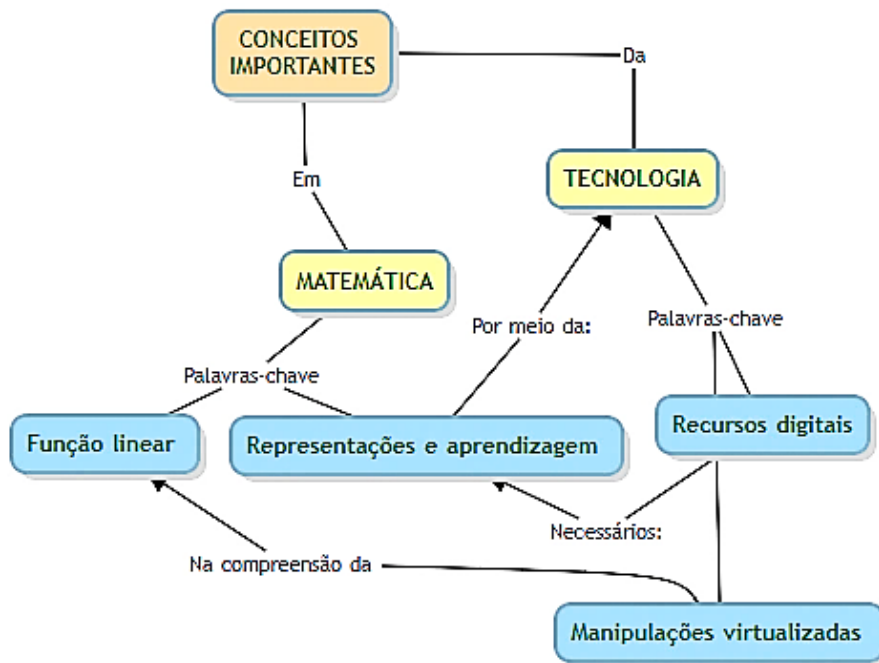 CONCEITOS
IMPORTANTES
Da
Em
TECNOLOGIA
MATEMÁTICA
Por meio da:
Palavras-chave
Palavras-chave
Função linear
Representações e aprendizagem
Recursos digitais
Necessários:
Na compreensão da
Manipulações virtualizadas